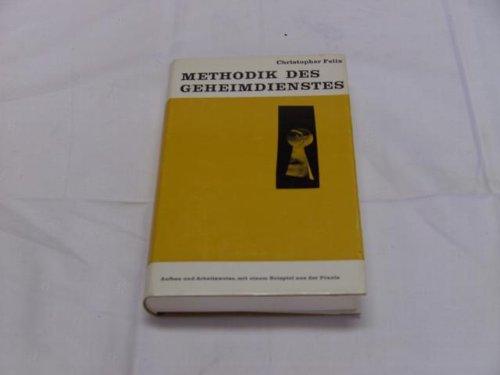 Christopher Felix
METHODIK DES
GEHEIMDIENSTES
Aufbau und Arbeitsweise, mit einem Beispiel aus der Praxis